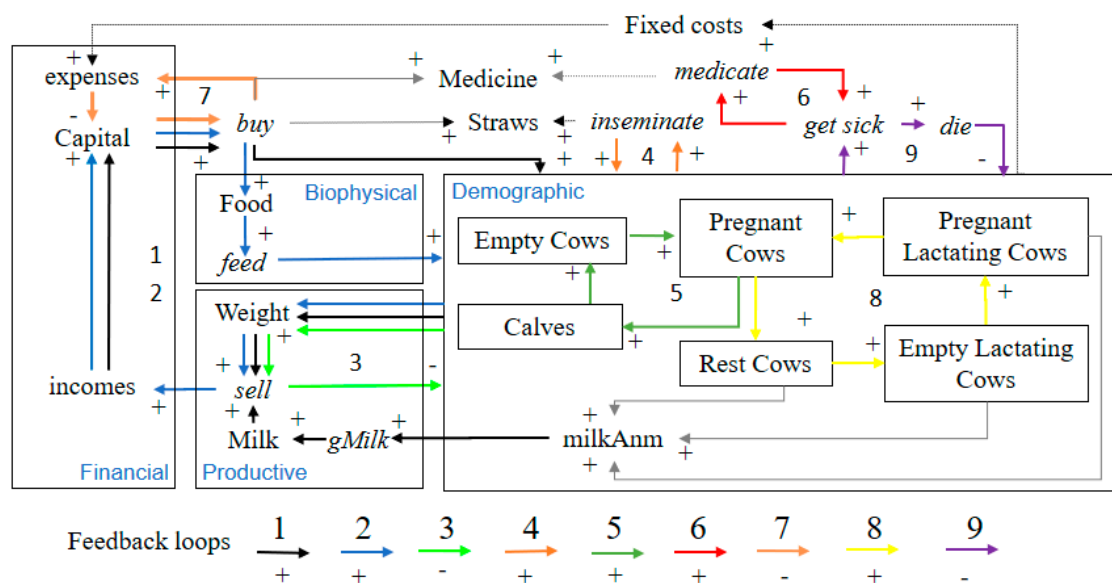 Fixed costs
+ +
expenses + Medicine + medicate
+ 7 + 6 +
- buy Straws inseminate get sick + die
Capital + + + + 4 + + 9 -
+ +
+ Biophysical Demographic
Food
+ + Empty Cows + Pregnant Cows + Pregnant Lactating Cows
feed
1 + 5 8 +
2
Weight Calves + + Empty Lactating Cows
+ Rest Cows +
+ 3 -
incomes sell
+ + + +
Milk gMilk milkAnm +
+
Financial Productive
Feedback loops 1 2 3 4 5 6 7 8 9
+ + - + + + - + -